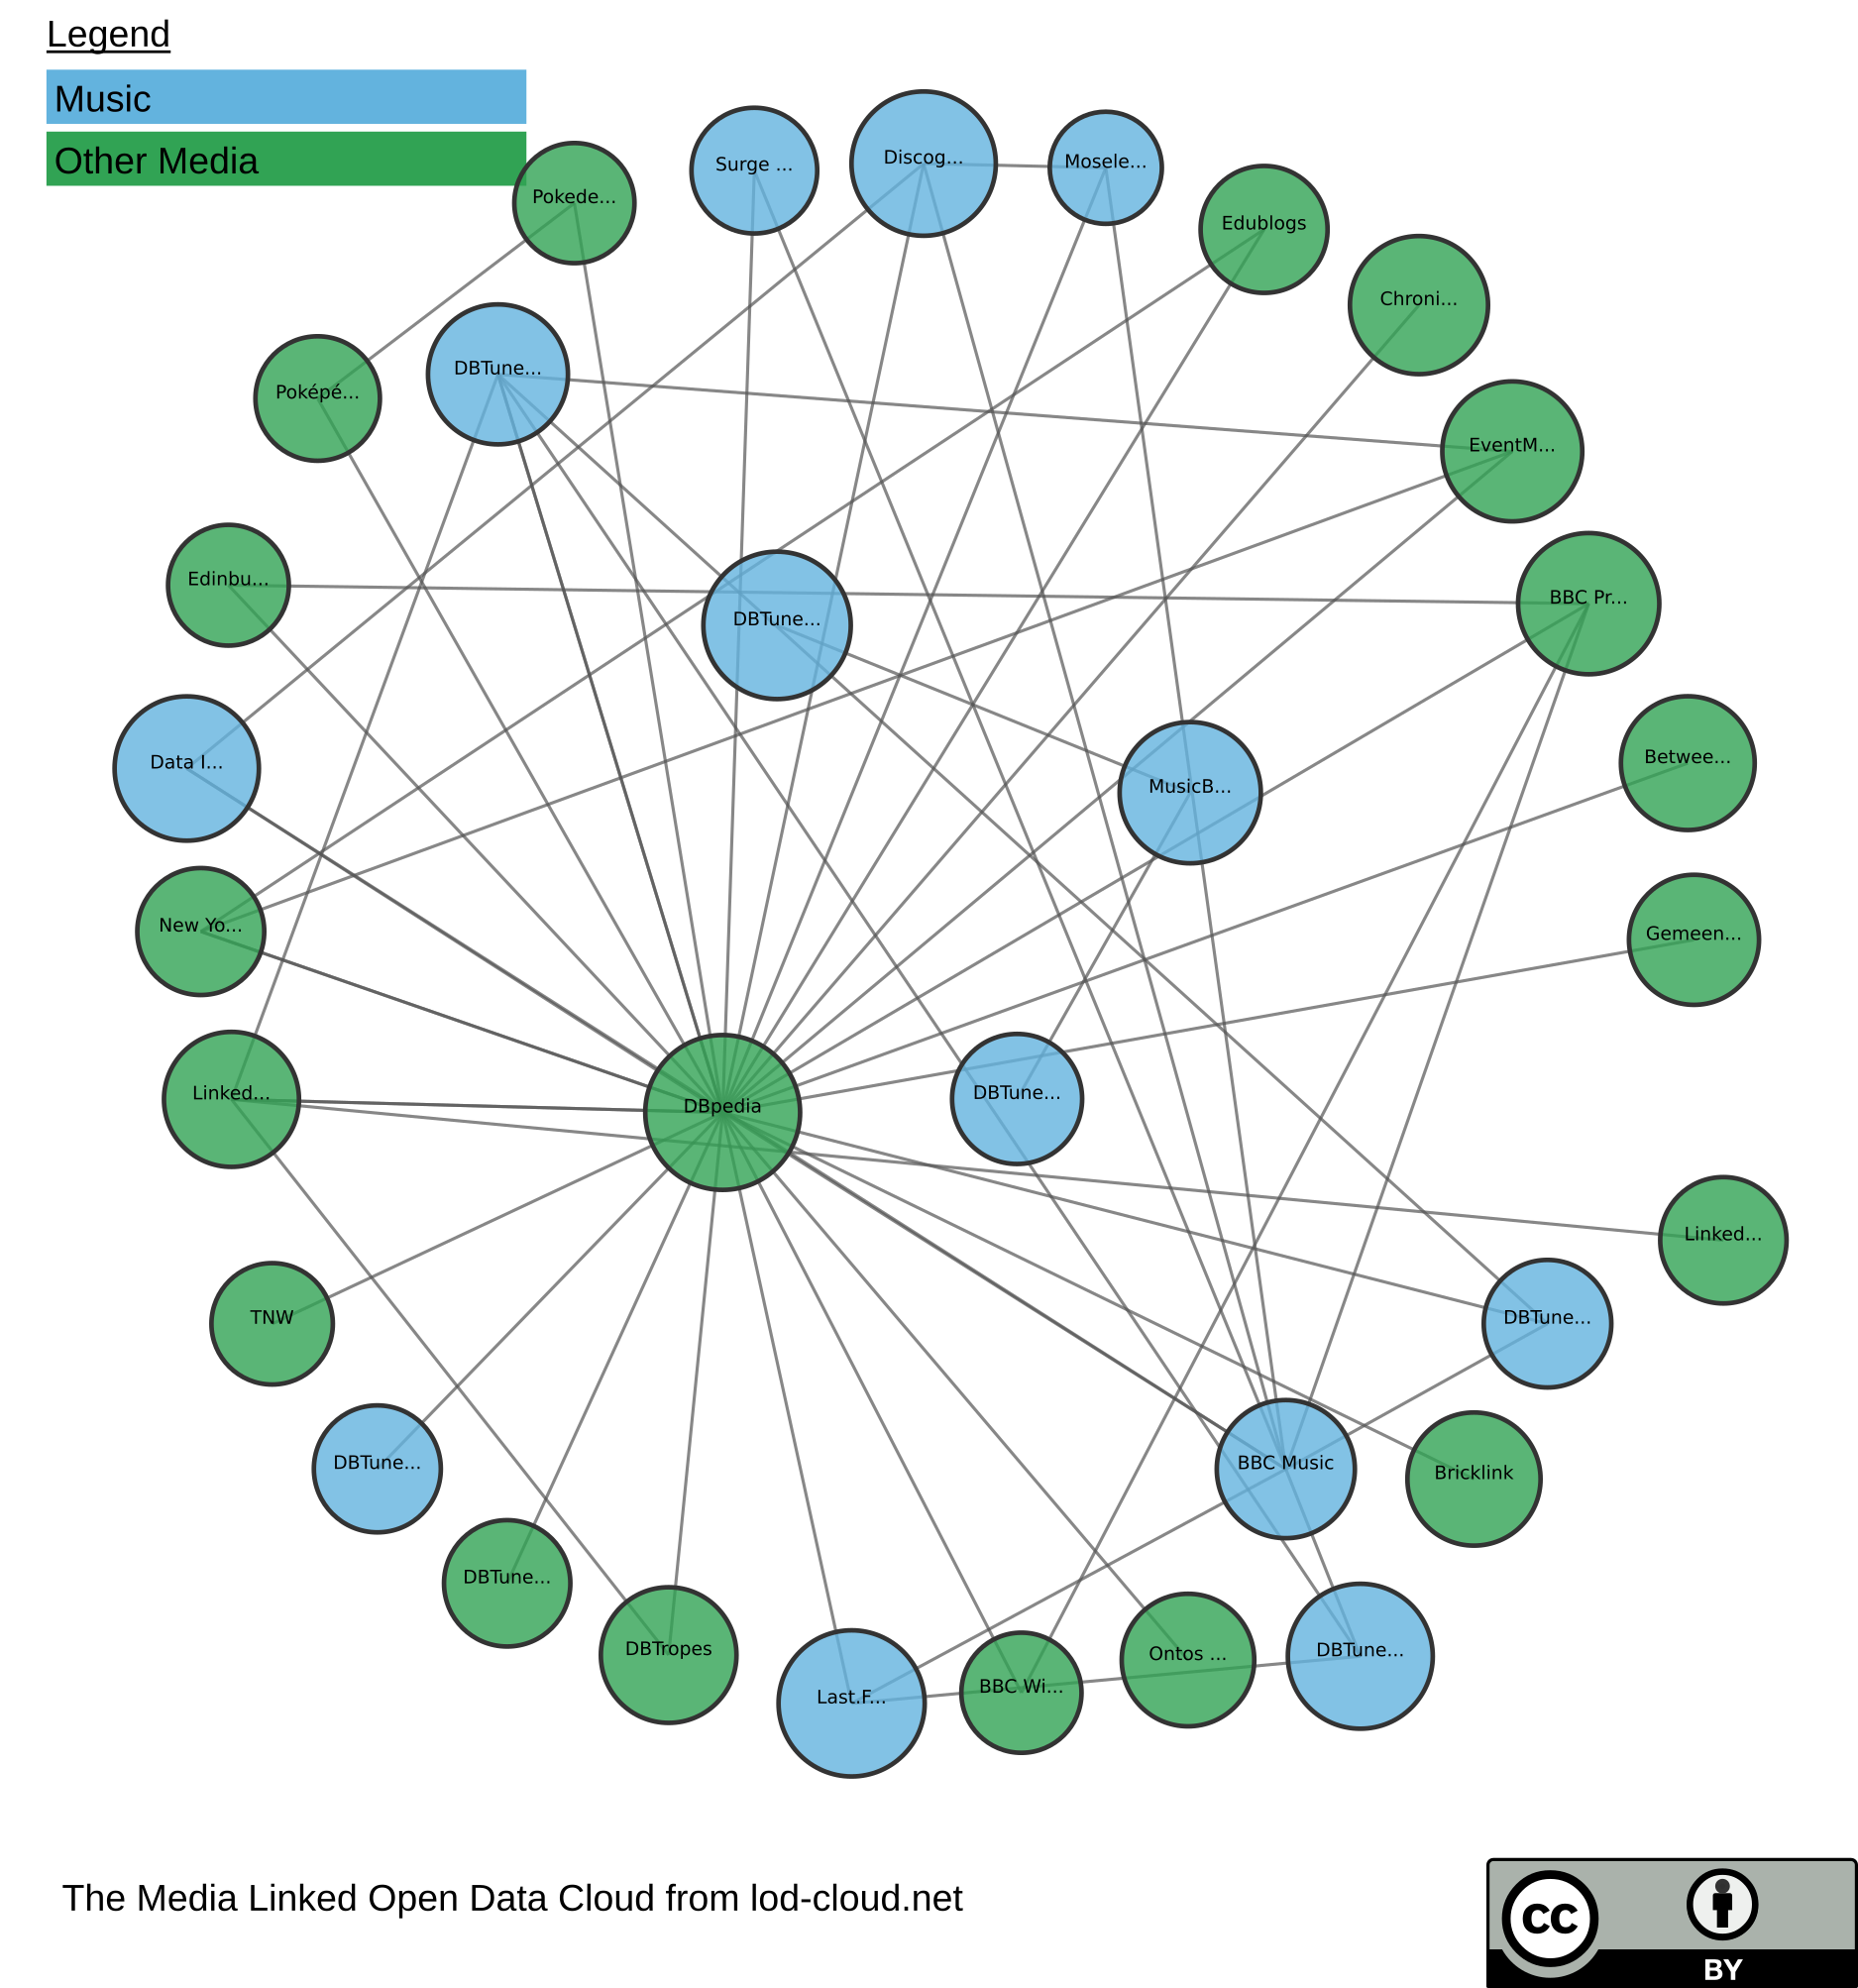 Legend
Music
Other Media
Discog...
Mosele...
Surge ...
Pokede...
Edublogs
Chroni...
DBTune...
Poképé...
EventM...
Edinbu...
BBC Pr...
DBTune...
Betwee...
Data I...
MusicB...
New Yo...
Gemeen...
Linked...
DBTune...
DBpedia
Linked...
TNW
DBTune...
DBTune...
BBC Music
Bricklink
DBTune...
DBTropes
Ontos ...
DBTune...
BBC Wi...
Last.F...
The Media Linked Open Data Cloud from lod-cloud.net
cc
BY